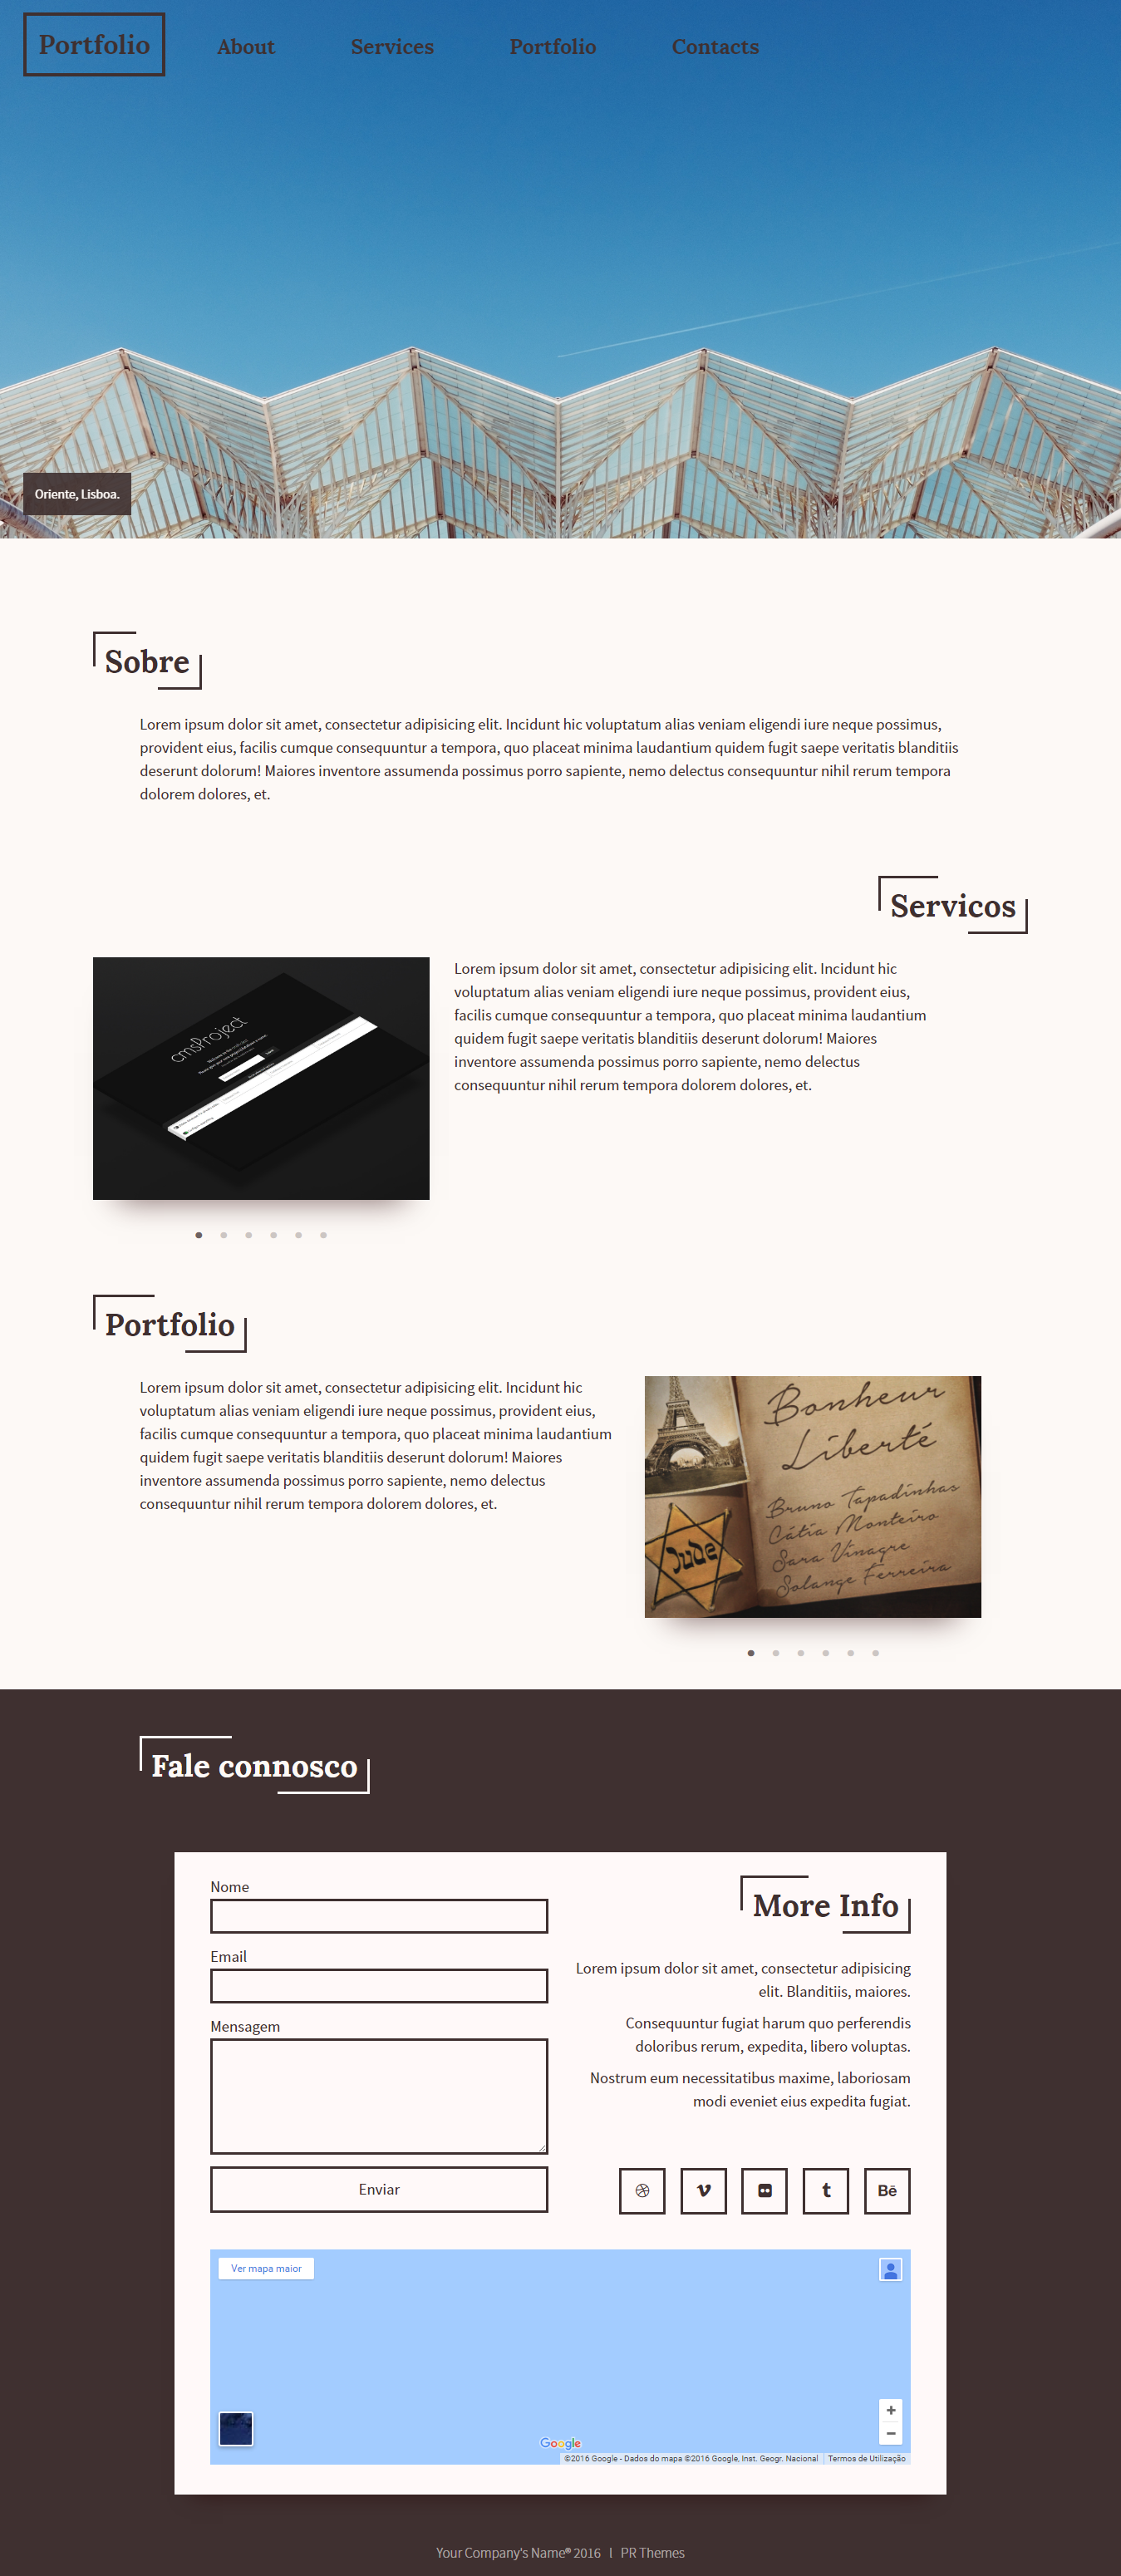 Portfolio
About
Services
Portfolio
Contacts
Oriente, Lisboa.
Sobre
Lorem ipsum dolor sit amet, consectetur adipisicing elit. Incidunt hic voluptatum alias veniam eligendi iure neque possimus,
provident eius, facilis cumque consequuntur a tempora, quo placeat minima laudantium quidem fugit saepe veritatis blanditiis
deserunt dolorum! Maiores inventore assumenda possimus porro sapiente, nemo delectus consequuntur nihil rerum tempora
dolorem dolores, et.
Servicos
cmsProject
Lorem ipsum dolor sit amet, consectetur adipisicing elit. Incidunt hic
voluptatum alias veniam eligendi iure neque possimus, provident eius,
facilis cumque consequuntur a tempora, quo placeat minima laudantium
quidem fugit saepe veritatis blanditiis deserunt dolorum! Maiores
inventore assumenda possimus porro sapiente, nemo delectus
consequuntur nihil rerum tempora dolorem dolores, et.
Portfolio
Lorem ipsum dolor sit amet, consectetur adipisicing elit. Incidunt hic
voluptatum alias veniam eligendi iure neque possimus, provident eius,
facilis cumque consequuntur a tempora, quo placeat minima laudantium
quidem fugit saepe veritatis blanditiis deserunt dolorum! Maiores
inventore assumenda possimus porro sapiente, nemo delectus
consequuntur nihil rerum tempora dolorem dolores, et.
Bonheur
Liberté
Bruno Tapadinhas
Cátia Monteiro
Sara Vinagre
Solange Ferreira
Jude
Fale connosco
Nome
Email
Mensagem
Enviar
More Info
Lorem ipsum dolor sit amet, consectetur adipisicing
elit. Blanditiis, maiores.
Consequuntur fugiat harum quo perferendis
doloribus rerum, expedita, libero voluptas.
Nostrum eum necessitatibus maxime, laboriosam
modi eveniet eius expedita fugiat.
t
Bē
Ver mapa maior
Google
©2016 Google - Dados do mapa ©2016 Google, Inst. Geogr. Nacional
Termos de Utilização
Your Company's Name® 2016 | PR Themes